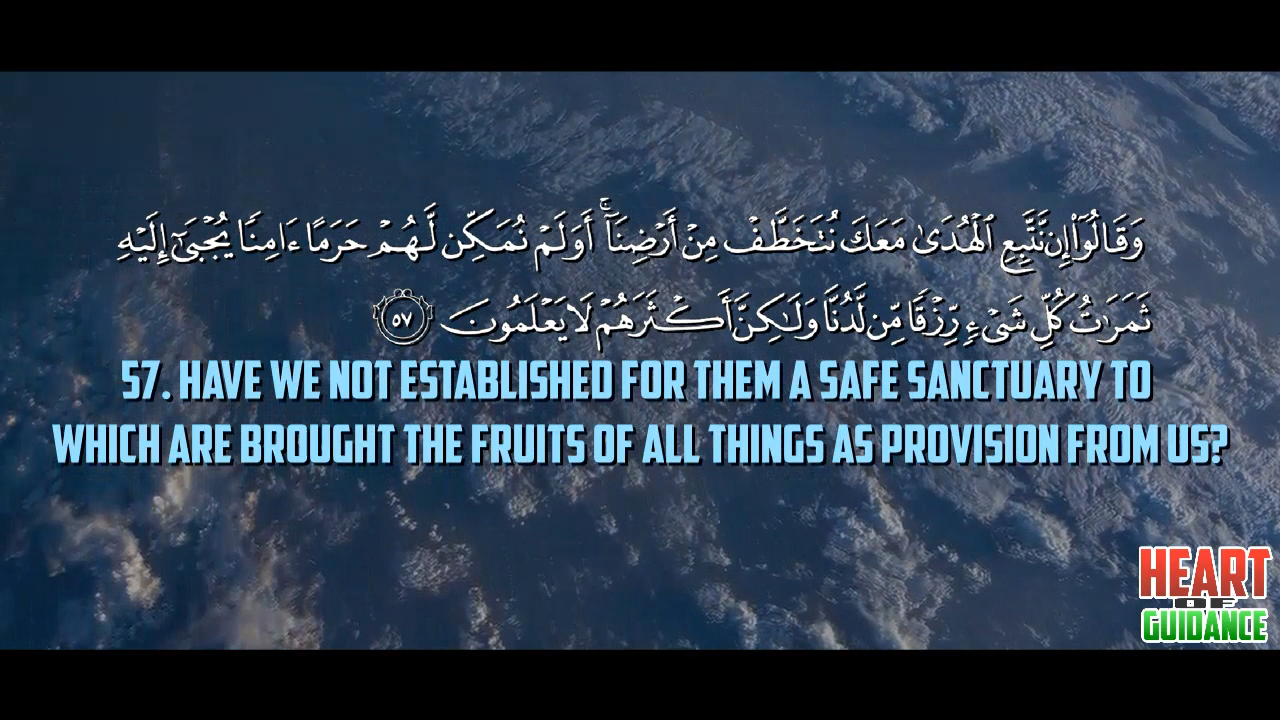 وَقَالُوٓا۟ إِن نَّتَّبِعِ ٱلْهُدَىٰ مَعَكَ نُتَخَطَّفْ مِنْ أَرْضِنَآ ۚ أَوَلَمْ نُمَكِّن لَّهُمْ حَرَمًا ءَامِنًا يُجْبَىٰٓ إِلَيْهِ
ثَمَرَٰتُ كُلِّ شَىْءٍ رِّزْقًا مِّن لَّدُنَّا وَلَـٰكِنَّ أَكْثَرَهُمْ لَا يَعْلَمُونَ ٥٧
57. HAVE WE NOT ESTABLISHED FOR THEM A SAFE SANCTUARY TO
WHICH ARE BROUGHT THE FRUITS OF ALL THINGS AS PROVISION FROM US?
HEART
OF
GUIDANCE